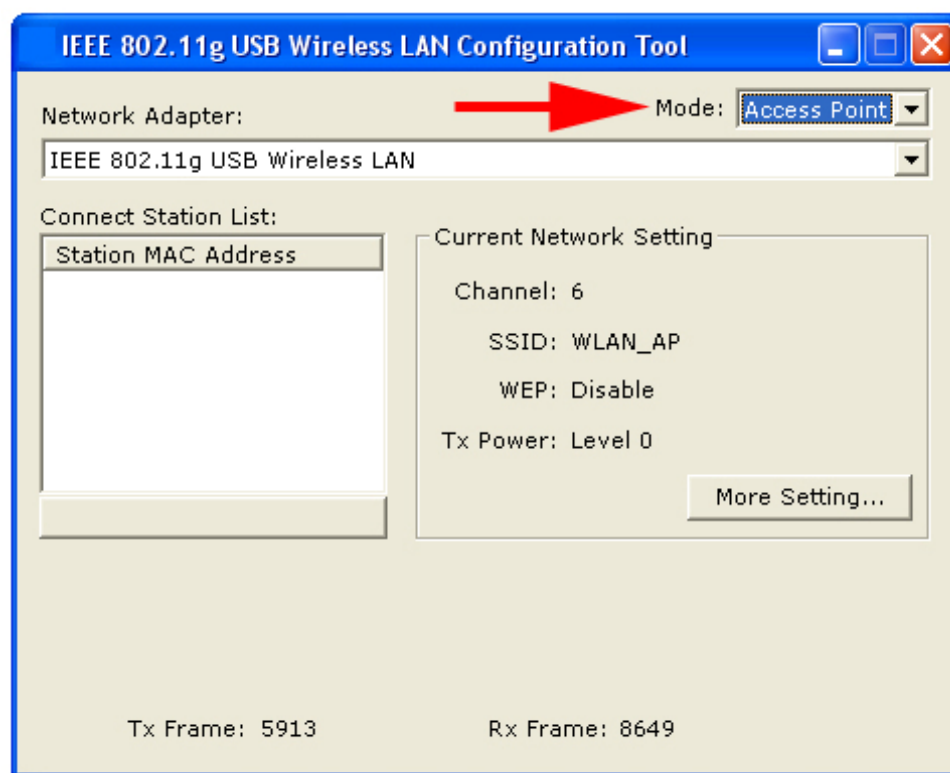 IEEE 802.11g USB Wireless LAN Configuration Tool
Mode: Access Point
Network Adapter:
IEEE 802.11g USB Wireless LAN
Connect Station List:
Station MAC Address
Current Network Setting
Channel: 6
SSID: WLAN_AP
WEP: Disable
Tx Power: Level 0
More Setting...
Tx Frame: 5913
Rx Frame: 8649